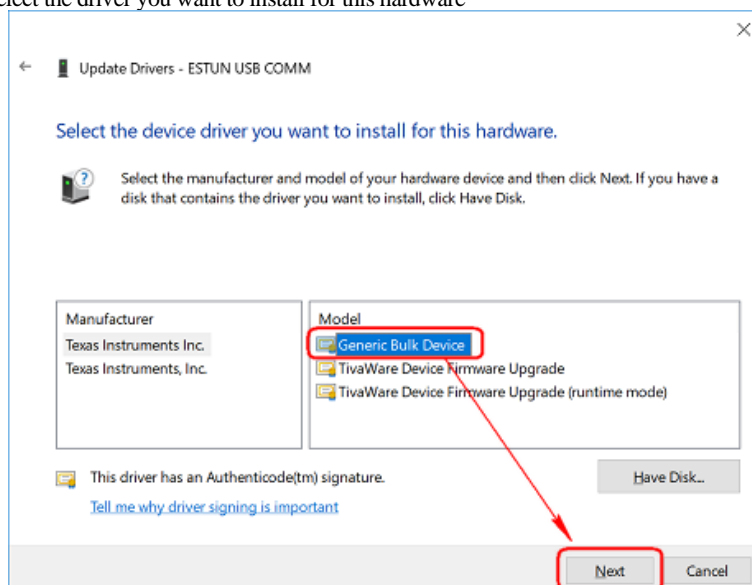 elect the driver you want to install for this hardware
Update Drivers - ESTUN USB COMM
Select the device driver you want to install for this hardware.
Select the manufacturer and model of your hardware device and then click Next. If you have a
disk that contains the driver you want to install, click Have Disk.
Manufacturer
Texas Instruments Inc.
Texas Instruments, Inc.
Model
Generic Bulk Device
TivaWare Device Firmware Upgrade
TivaWare Device Firmware Upgrade (runtime mode)
This driver has an Authenticode(tm) signature.
Have Disk...
Tell me why driver signing is important
Next
Cancel